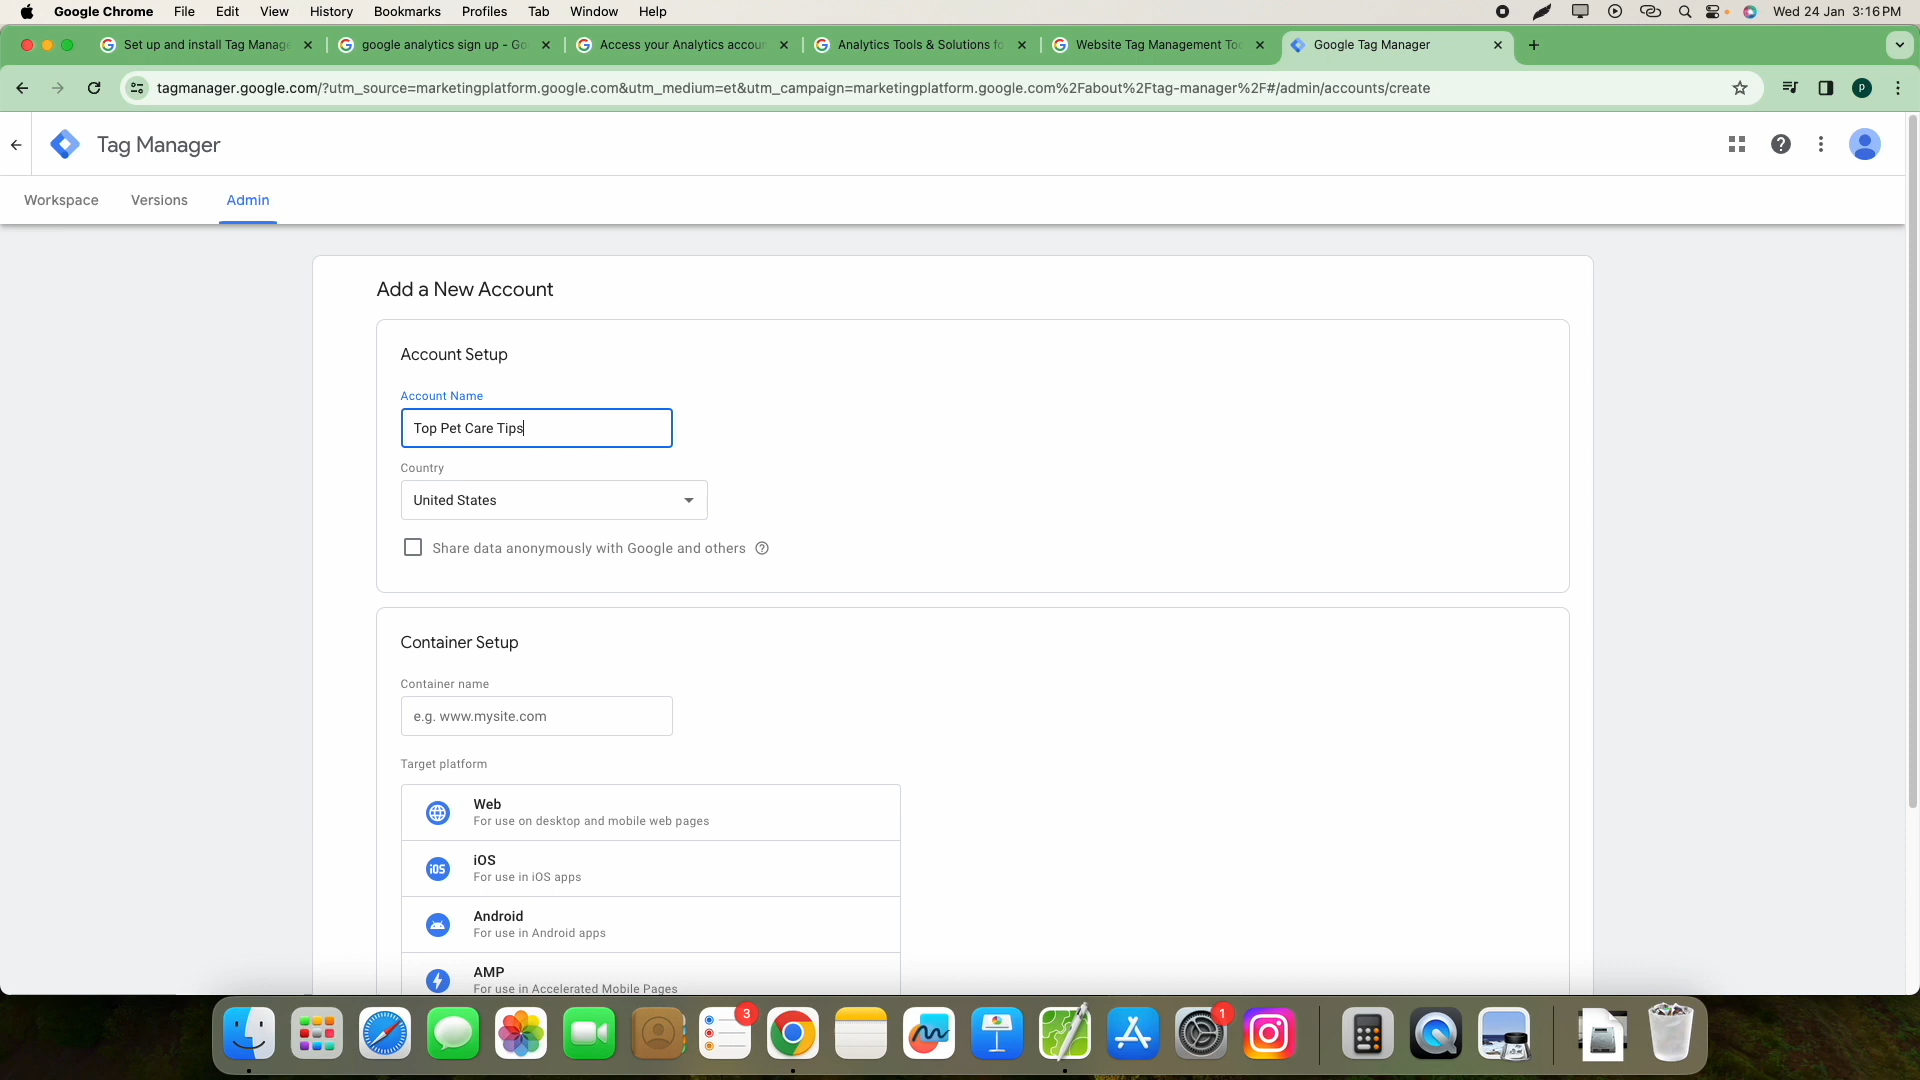 Google Chrome File Edit View History Bookmarks Profiles Tab Window Help Wed 24 Jan 3:16 PM
Set up and install Tag Manage google analytics sign up - Go Access your Analytics accou Analytics Tools & Solutions fo Website Tag Management Too Google Tag Manager
tagmanager.google.com/?utm_source=marketingplatform.google.com&utm_medium=et&utm_campaign=marketingplatform.google.com%2Fabout%2Ftag-manager%2F#/admin/accounts/create
P
Tag Manager
Workspace Versions Admin
Add a New Account
Account Setup
Account Name
Top Pet Care Tips
Country
United States
Share data anonymously with Google and others
Container Setup
Container name
e.g. www.mysite.com
Target platform
Web
For use on desktop and mobile web pages
iOS
iOS
For use in iOS apps
Android
For use in Android apps
AMP
For use in Accelerated Mobile Pages
3
1